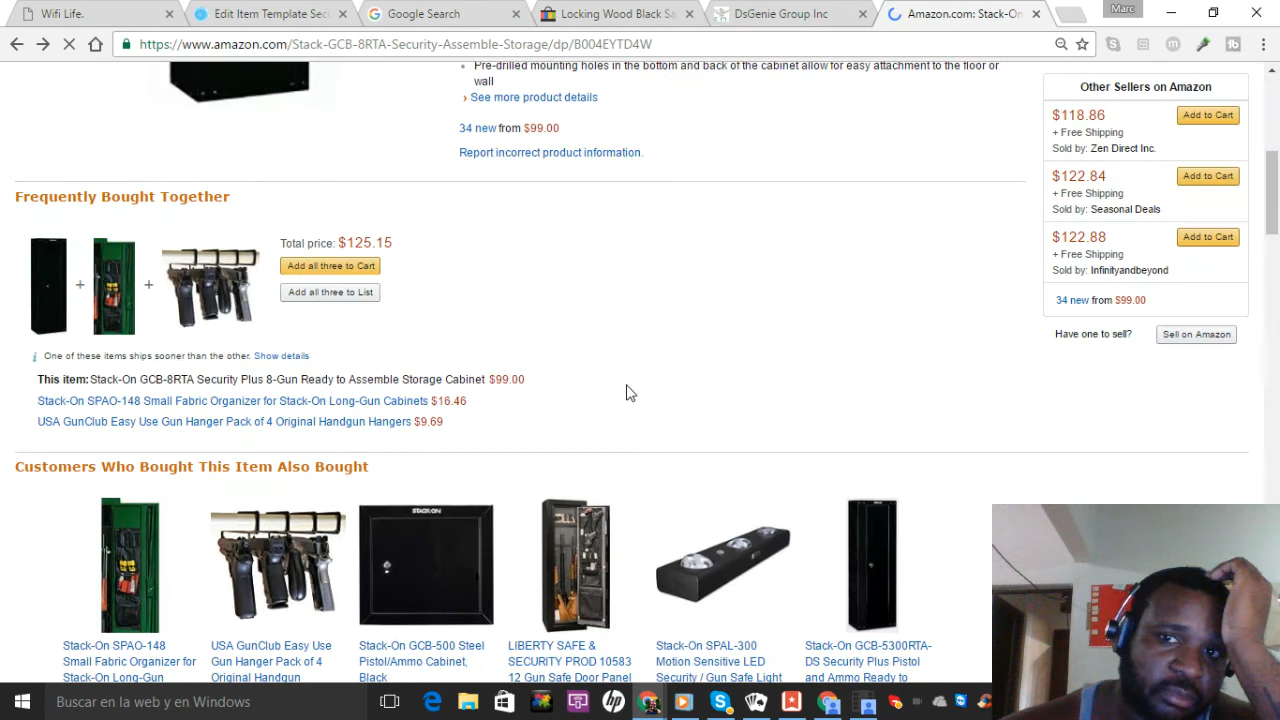 Wifi Life.
Edit Item Template Sec
Google Search
Locking Wood Black Sa
DsGenie Group Inc
Amazon.com: Stack-On
Marc
https://www.amazon.com/Stack-GCB-8RTA-Security-Assemble-Storage/dp/B004EYTD4W
Pre-drilled mounting holes in the bottom and back of the cabinet allow for easy attachment to the floor or
wall
› See more product details
34 new from $99.00
Report incorrect product information.
Other Sellers on Amazon
$118.86 Add to Cart
+ Free Shipping
Sold by: Zen Direct Inc.
$122.84 Add to Cart
+ Free Shipping
Sold by: Seasonal Deals
$122.88 Add to Cart
+ Free Shipping
Sold by: Infinityandbeyond
34 new from $99.00
Have one to sell? Sell on Amazon
Frequently Bought Together
+ +
Total price: $125.15
Add all three to Cart
Add all three to List
i One of these items ships sooner than the other. Show details
This item: Stack-On GCB-8RTA Security Plus 8-Gun Ready to Assemble Storage Cabinet $99.00
Stack-On SPAO-148 Small Fabric Organizer for Stack-On Long-Gun Cabinets $16.46
USA GunClub Easy Use Gun Hanger Pack of 4 Original Handgun Hangers $9.69
Customers Who Bought This Item Also Bought
STACK-ON
Stack-On SPAO-148
Small Fabric Organizer for
Stack-On Long-Gun
USA GunClub Easy Use
Gun Hanger Pack of 4
Original Handgun
Stack-On GCB-500 Steel
Pistol/Ammo Cabinet,
Black
LIBERTY SAFE &
SECURITY PROD 10583
12 Gun Safe Door Panel
Stack-On SPAL-300
Motion Sensitive LED
Security / Gun Safe Light
Stack-On GCB-5300RTA-
DS Security Plus Pistol
and Ammo Ready to
Buscar en la web y en Windows